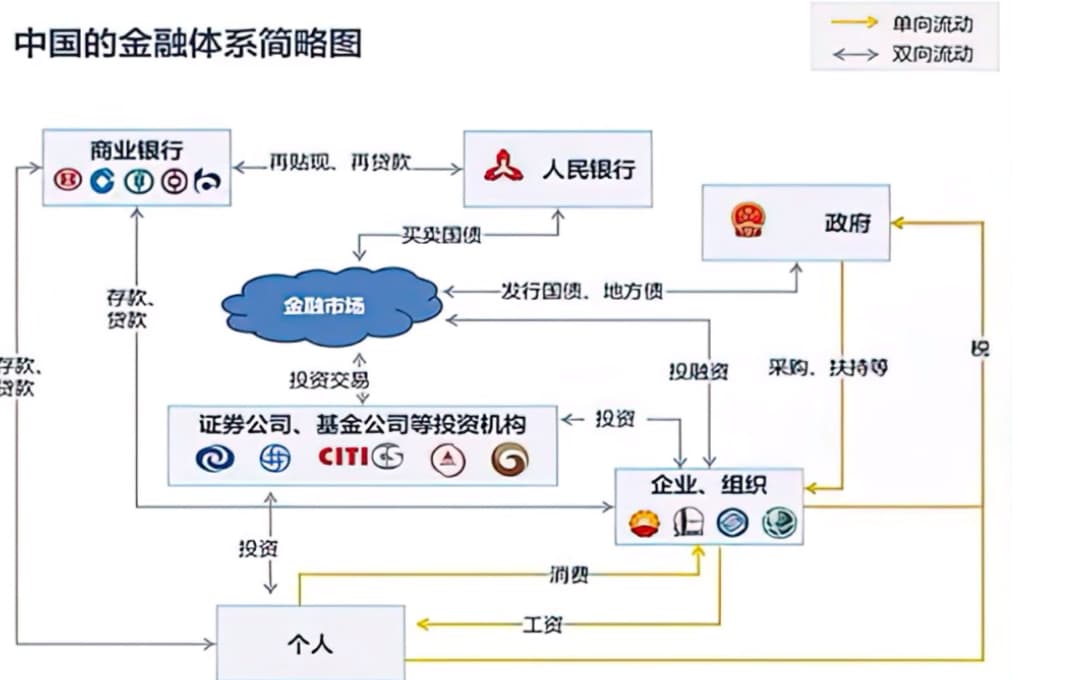 中国的金融体系简略图
单向流动
双向流动
商业银行
再贴现、再贷款
人民银行
政府
买卖国债
金融市场
发行国债、地方债
存款、
贷款
存款、
贷款
投资交易
投融资
采购、扶持等
税
证券公司、基金公司等投资机构
CITI
投资
企业、组织
投资
消费
工资
个人